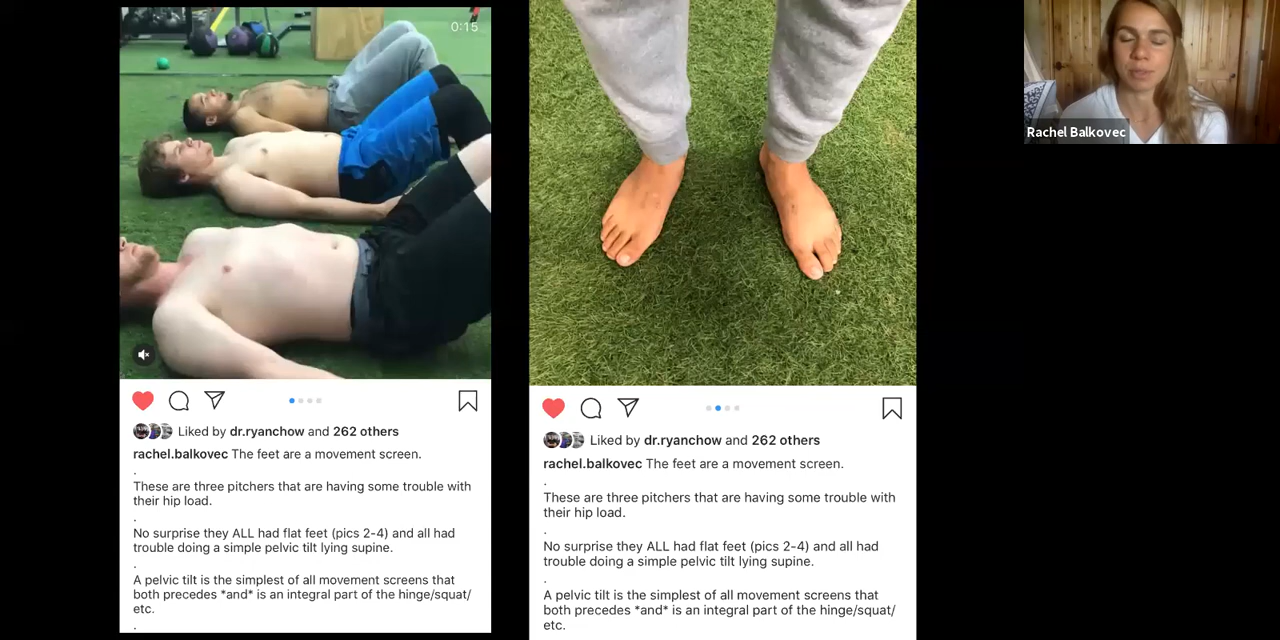 0:15
Liked by dr.ryanchow and 262 others
rachel.balkovec The feet are a movement screen.
.
These are three pitchers that are having some trouble with
their hip load.
.
No surprise they ALL had flat feet (pics 2-4) and all had
trouble doing a simple pelvic tilt lying supine.
.
A pelvic tilt is the simplest of all movement screens that
both precedes *and* is an integral part of the hinge/squat/
etc.
.
Liked by dr.ryanchow and 262 others
rachel.balkovec The feet are a movement screen.
.
These are three pitchers that are having some trouble with
their hip load.
.
No surprise they ALL had flat feet (pics 2-4) and all had
trouble doing a simple pelvic tilt lying supine.
.
A pelvic tilt is the simplest of all movement screens that
both precedes *and* is an integral part of the hinge/squat/
etc.
Rachel Balkovec